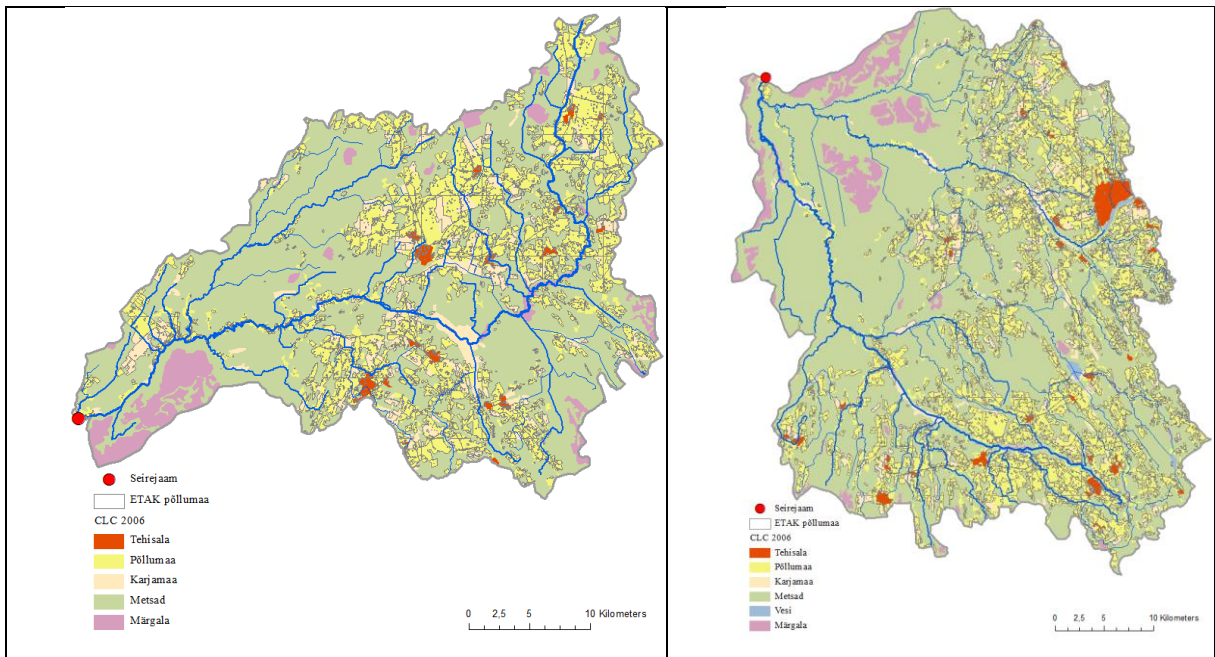 Seirejaam
ETAK põllumaa
CLC 2006
Tehisala
Põllumaa
Karjamaa
Metsad
Märgala
0 2,5 5 10 Kilometers
Seirejaam
ETAK põllumaa
CLC 2006
Tehisala
Põllumaa
Karjamaa
Metsad
Vesi
Märgala
0 2,5 5 10 Kilometers